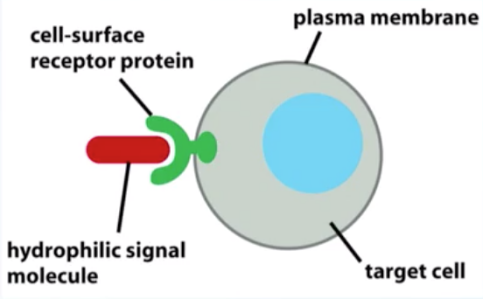 plasma membrane
cell-surface
receptor protein
hydrophilic signal
molecule
target cell